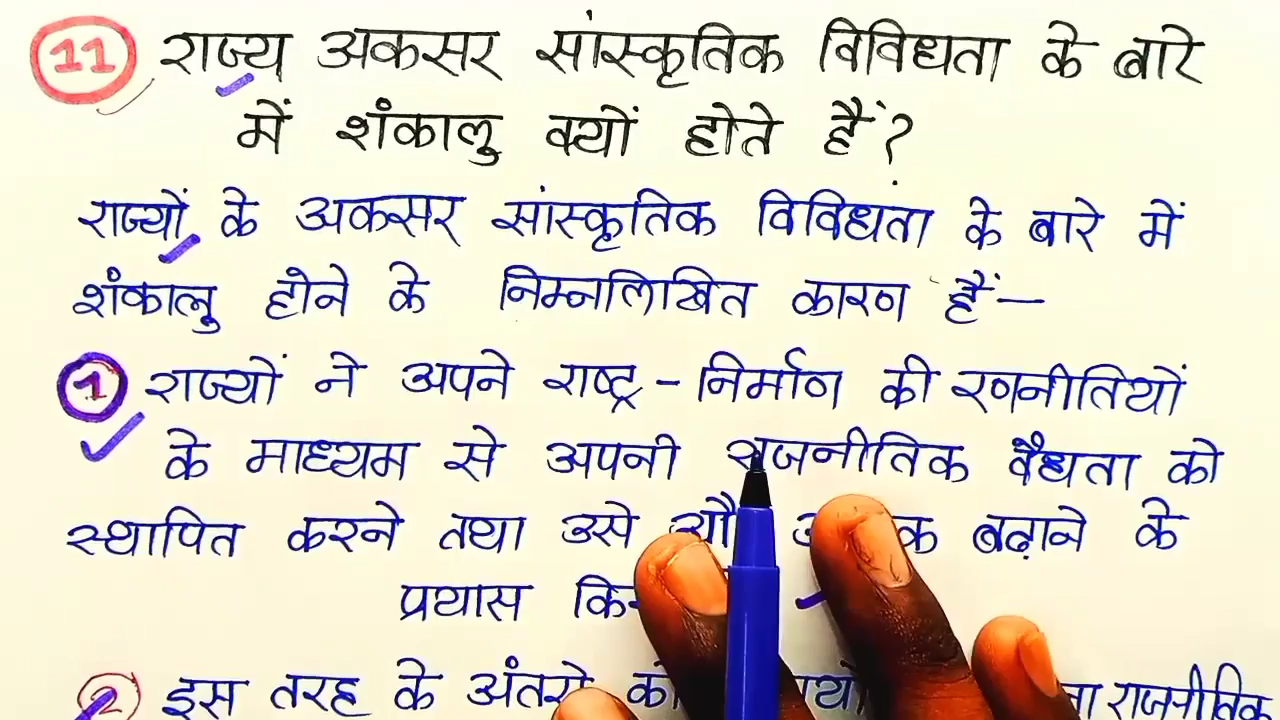 11 राज्य अकसर सांस्कृतिक विविधता के बारे
में शंकालु क्यों होते हैं?
राज्यों के अकसर सांस्कृतिक विविधता के बारे में
शंकालु होने के निम्नलिखित कारण हैं—
1 राज्यों ने अपने राष्ट्र-निर्माण की रणनीतियों
के माध्यम से अपनी राजनीतिक वैधता को
स्थापित करने तथा उसे बढ़ाने के
प्रयास
2 इस तरह के अंतरो को राजनीतिक